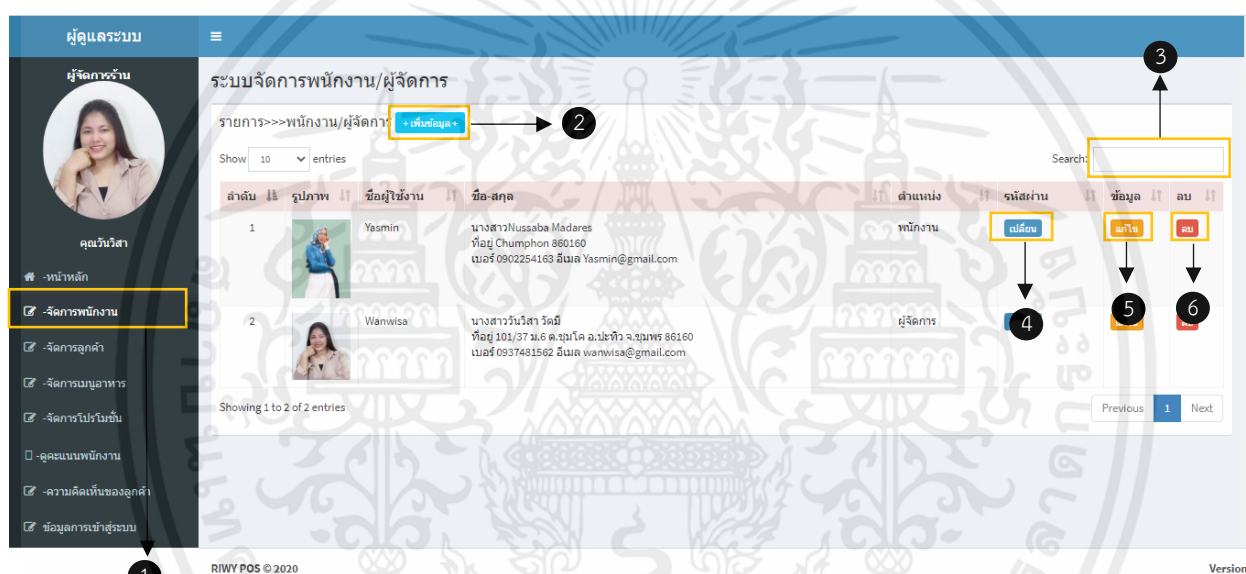 ผู้ดูแลระบบ
3
ผู้จัดการร้าน
ระบบจัดการพนักงาน/ผู้จัดการ
รายการ>>>พนักงาน/ผู้จัดการ +เพิ่มข้อมูล+ 2
Show 10 entries Search:
ลำดับ รูปภาพ ชื่อผู้ใช้งาน ชื่อ-สกุล ตำแหน่ง รหัสผ่าน ข้อมูล ลบ
1 Yasmin นางสาวNussaba Madares พนักงาน เปลี่ยน แก้ไข ลบ
ที่อยู่ Chumphon 860160
เบอร์ 0902254163 อีเมล Yasmin@gmail.com
คุณวันวิสา
-หน้าหลัก
-จัดการพนักงาน
4 5 6
2 Wanwisa นางสาววันวิสา วัดมี ผู้จัดการ
ที่อยู่ 101/37 ม.6 ต.ชุมโค อ.ปะทิว จ.ชุมพร 86160
เบอร์ 0937481562 อีเมล wanwisa@gmail.com
-จัดการลูกค้า
-จัดการเมนูอาหาร
-จัดการโปรโมชั่น
Showing 1 to 2 of 2 entries Previous 1 Next
-ดูคะแนนพนักงาน
-ความคิดเห็นของลูกค้า
ข้อมูลการเข้าสู่ระบบ
1
RIWY POS © 2020 Version